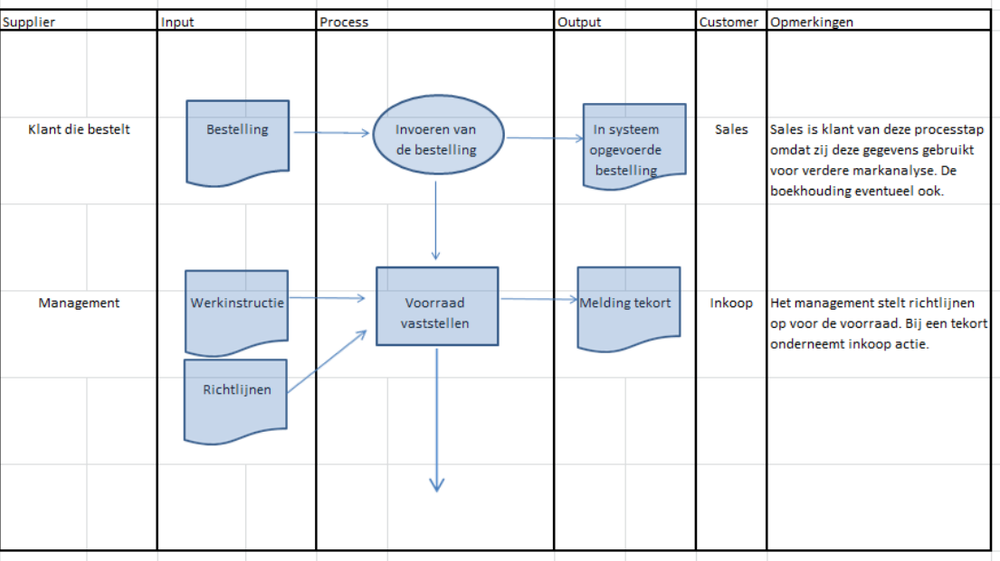 Supplier
Input
Process
Output
Customer
Opmerkingen
Klant die bestelt
Bestelling
Invoeren van
de bestelling
In systeem
opgevoerde
bestelling
Sales
Sales is klant van deze processtap
omdat zij deze gegevens gebruikt
voor verdere markanalyse. De
boekhouding eventueel ook.
Management
Werkinstructie
Richtlijnen
Voorraad
vaststellen
Melding tekort
Inkoop
Het management stelt richtlijnen
op voor de voorraad. Bij een tekort
onderneemt inkoop actie.